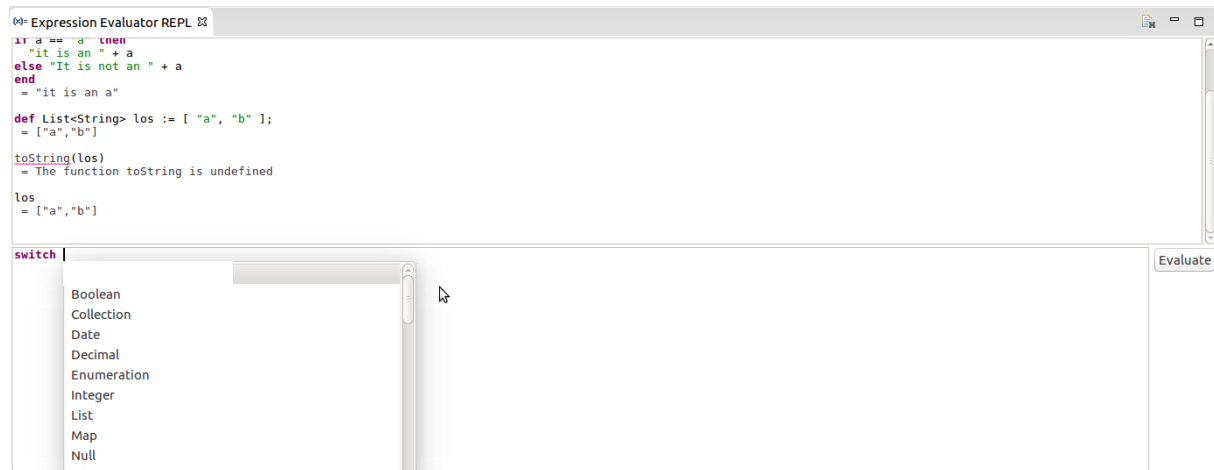 (x)= Expression Evaluator REPL
if a == "a" then
"it is an " + a
else "It is not an " + a
end
= "it is an a"
def List<String> los := [ "a", "b" ];
= ["a","b"]
toString(los)
= The function toString is undefined
los
= ["a","b"]
switch
Evaluate
Boolean
Collection
Date
Decimal
Enumeration
Integer
List
Map
Null